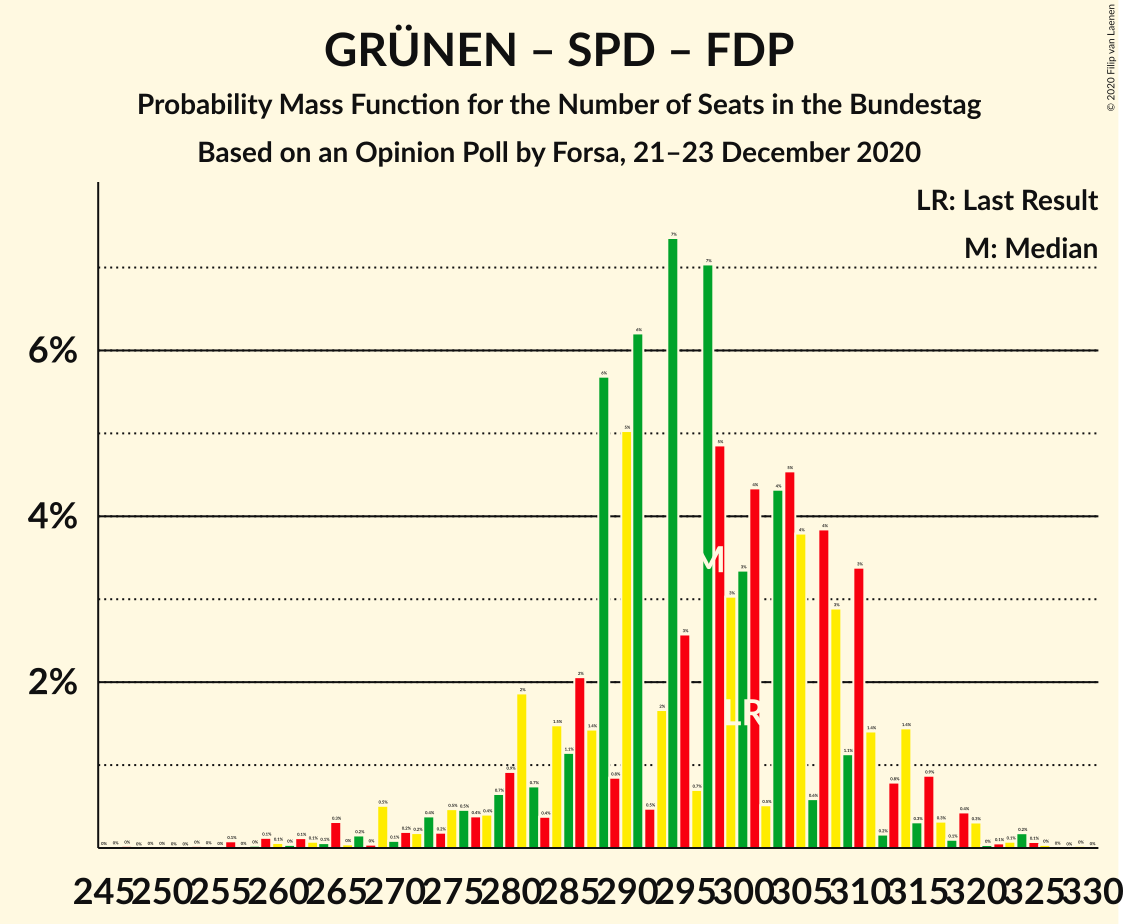 GRÜNEN – SPD – FDP
Probability Mass Function for the Number of Seats in the Bundestag
Based on an Opinion Poll by Forsa, 21–23 December 2020
© 2020 Filip van Laenen
LR: Last Result
M: Median
6%
4%
2%
M
LR
245 250 255 260 265 270 275 280 285 290 295 300 305 310 315 320 325 330